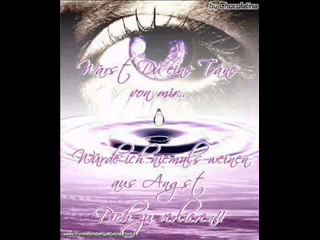 by Chocolatina
Wärst Du eine Träne
von mir..
Würde ich niemals weinen
aus Angst
Dich zu verlieren!!